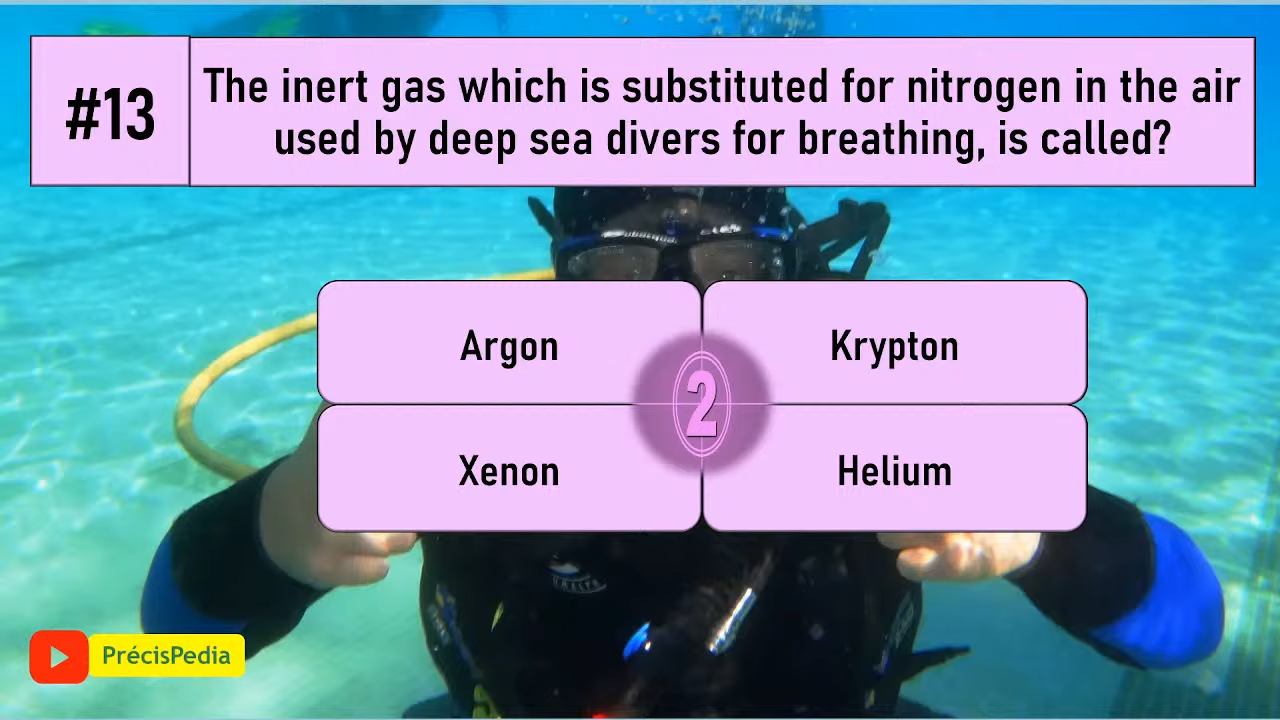 #13
The inert gas which is substituted for nitrogen in the air
used by deep sea divers for breathing, is called?
Argon
Krypton
2
Xenon
Helium
PrécisPedia